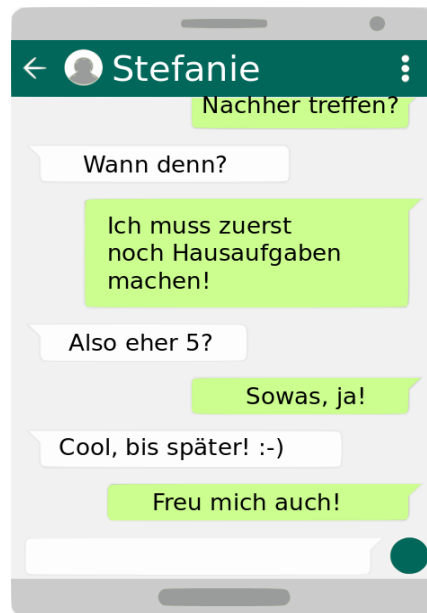 Stefanie
Nachher treffen?
Wann denn?
Ich muss zuerst
noch Hausaufgaben
machen!
Also eher 5?
Sowas, ja!
Cool, bis später! :-)
Freu mich auch!